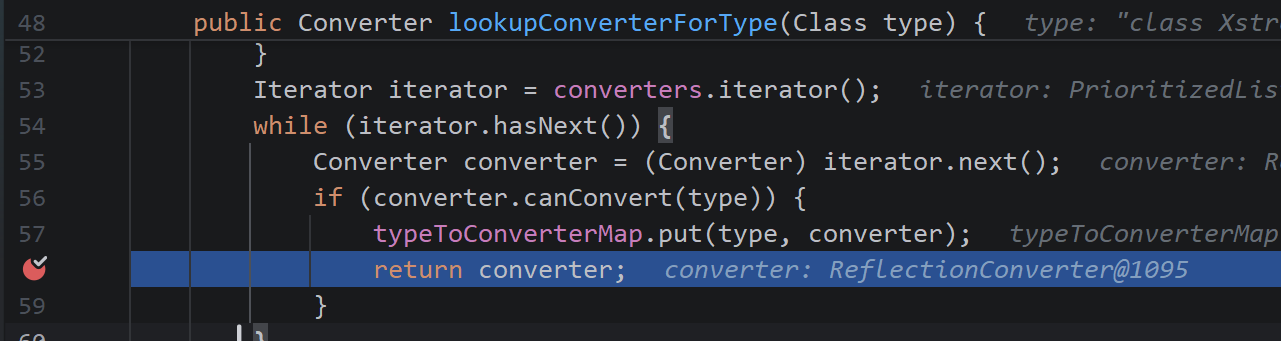 48 public Converter lookupConverterForType(Class type) { type: "class Xstr
52 }
53 Iterator iterator = converters.iterator(); iterator: PrioritizedLis
54 while (iterator.hasNext()) {
55 Converter converter = (Converter) iterator.next(); converter: Re
56 if (converter.canConvert(type)) {
57 typeToConverterMap.put(type, converter); typeToConverterMap
return converter; converter: ReflectionConverter@1095
59 }
60 }